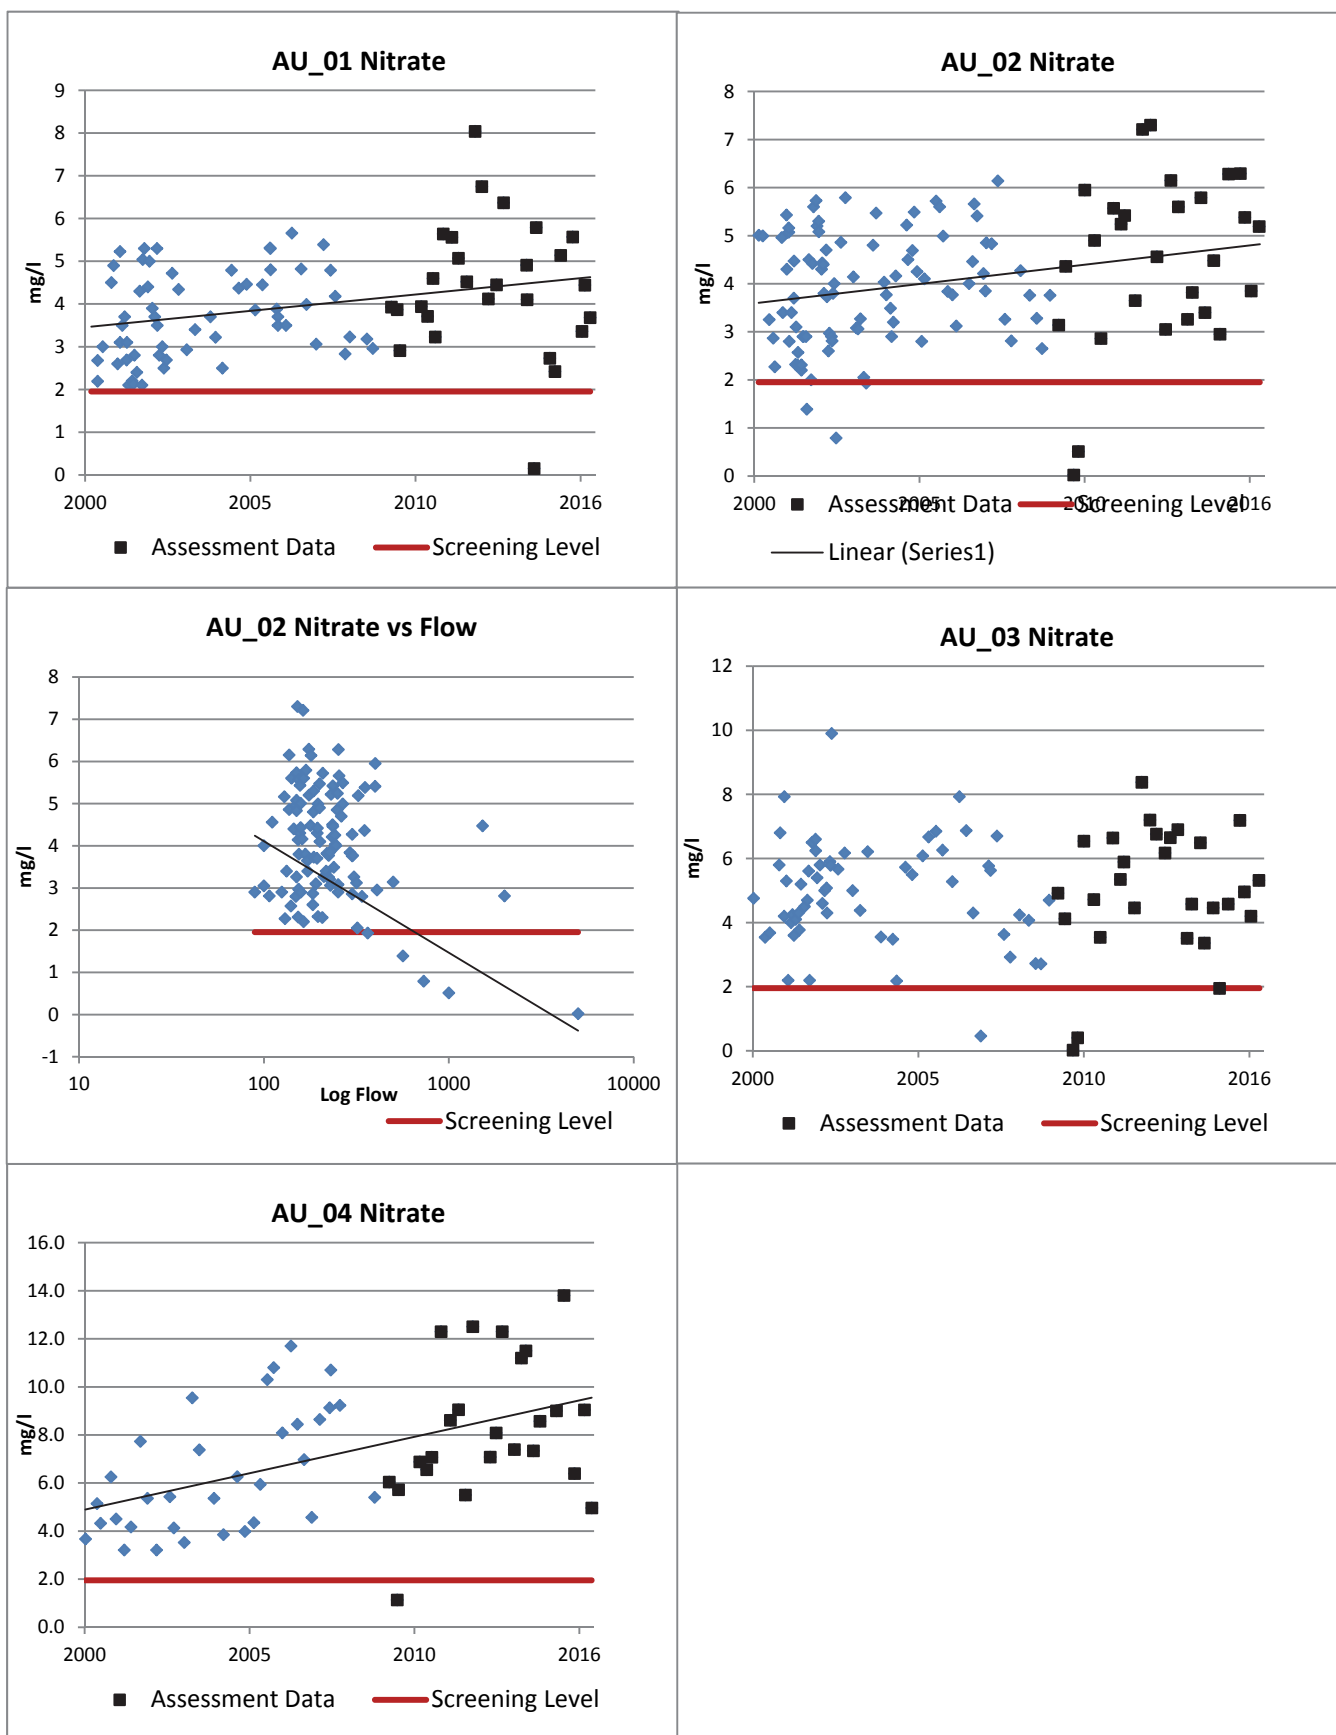 AU_01 Nitrate
9
8
7
6
5
4
3
2
1
0
mg/l
2000 2005 2010 2016
Assessment Data Screening Level
AU_02 Nitrate
8
7
6
5
4
3
2
1
0
mg/l
2000 2005 2010 2016
Assessment Data Screening Level
Linear (Series1)
AU_02 Nitrate vs Flow
8
7
6
5
4
3
2
1
0
-1
mg/l
10 100 1000 10000
Log Flow
Screening Level
AU_03 Nitrate
12
10
8
6
4
2
0
mg/l
2000 2005 2010 2016
Assessment Data Screening Level
AU_04 Nitrate
16.0
14.0
12.0
10.0
8.0
6.0
4.0
2.0
0.0
mg/l
2000 2005 2010 2016
Assessment Data Screening Level